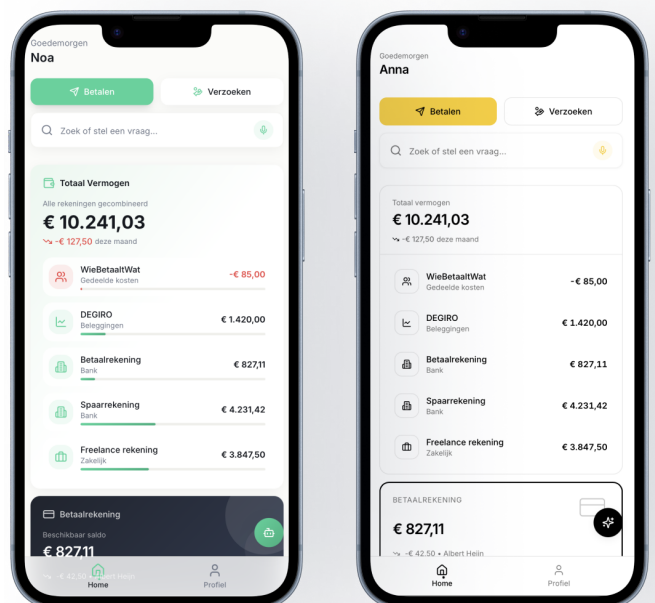 Goedemorgen
Noa
Betalen
Verzoeken
Zoek of stel een vraag...
Totaal Vermogen
Alle rekeningen gecombineerd
€ 10.241,03
-€ 127,50 deze maand
WieBetaaltWat
-€ 85,00
Gedeelde kosten
DEGIRO
€ 1.420,00
Beleggingen
Betaalrekening
€ 827,11
Bank
Spaarrekening
€ 4.231,42
Bank
Freelance rekening
€ 3.847,50
Zakelijk
Betaalrekening
Beschikbaar saldo
€ 827,11
-€ 42,50 • Albert Heijn
Home
Profiel
Goedemorgen
Anna
Betalen
Verzoeken
Zoek of stel een vraag...
Totaal vermogen
€ 10.241,03
-€ 127,50 deze maand
WieBetaaltWat
-€ 85,00
Gedeelde kosten
DEGIRO
€ 1.420,00
Beleggingen
Betaalrekening
€ 827,11
Bank
Spaarrekening
€ 4.231,42
Bank
Freelance rekening
€ 3.847,50
Zakelijk
BETAALREKENING
€ 827,11
-€ 42,50 • Albert Heijn
Home
Profiel